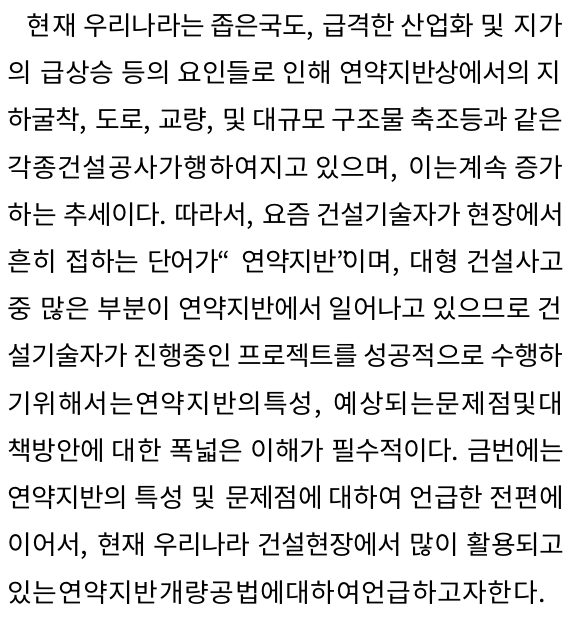 현재 우리나라는 좁은국도, 급격한 산업화 및 지가
의 급상승 등의 요인들로 인해 연약지반상에서의 지
하굴착, 도로, 교량, 및 대규모 구조물 축조등과 같은
각종건설공사가행하여지고 있으며, 이는계속 증가
하는 추세이다. 따라서, 요즘 건설기술자가 현장에서
흔히 접하는 단어가“ 연약지반”이며, 대형 건설사고
중 많은 부분이 연약지반에서 일어나고 있으므로 건
설기술자가 진행중인 프로젝트를 성공적으로 수행하
기위해서는연약지반의특성, 예상되는문제점및대
책방안에 대한 폭넓은 이해가 필수적이다. 금번에는
연약지반의 특성 및 문제점에 대하여 언급한 전편에
이어서, 현재 우리나라 건설현장에서 많이 활용되고
있는연약지반개량공법에대하여언급하고자한다.